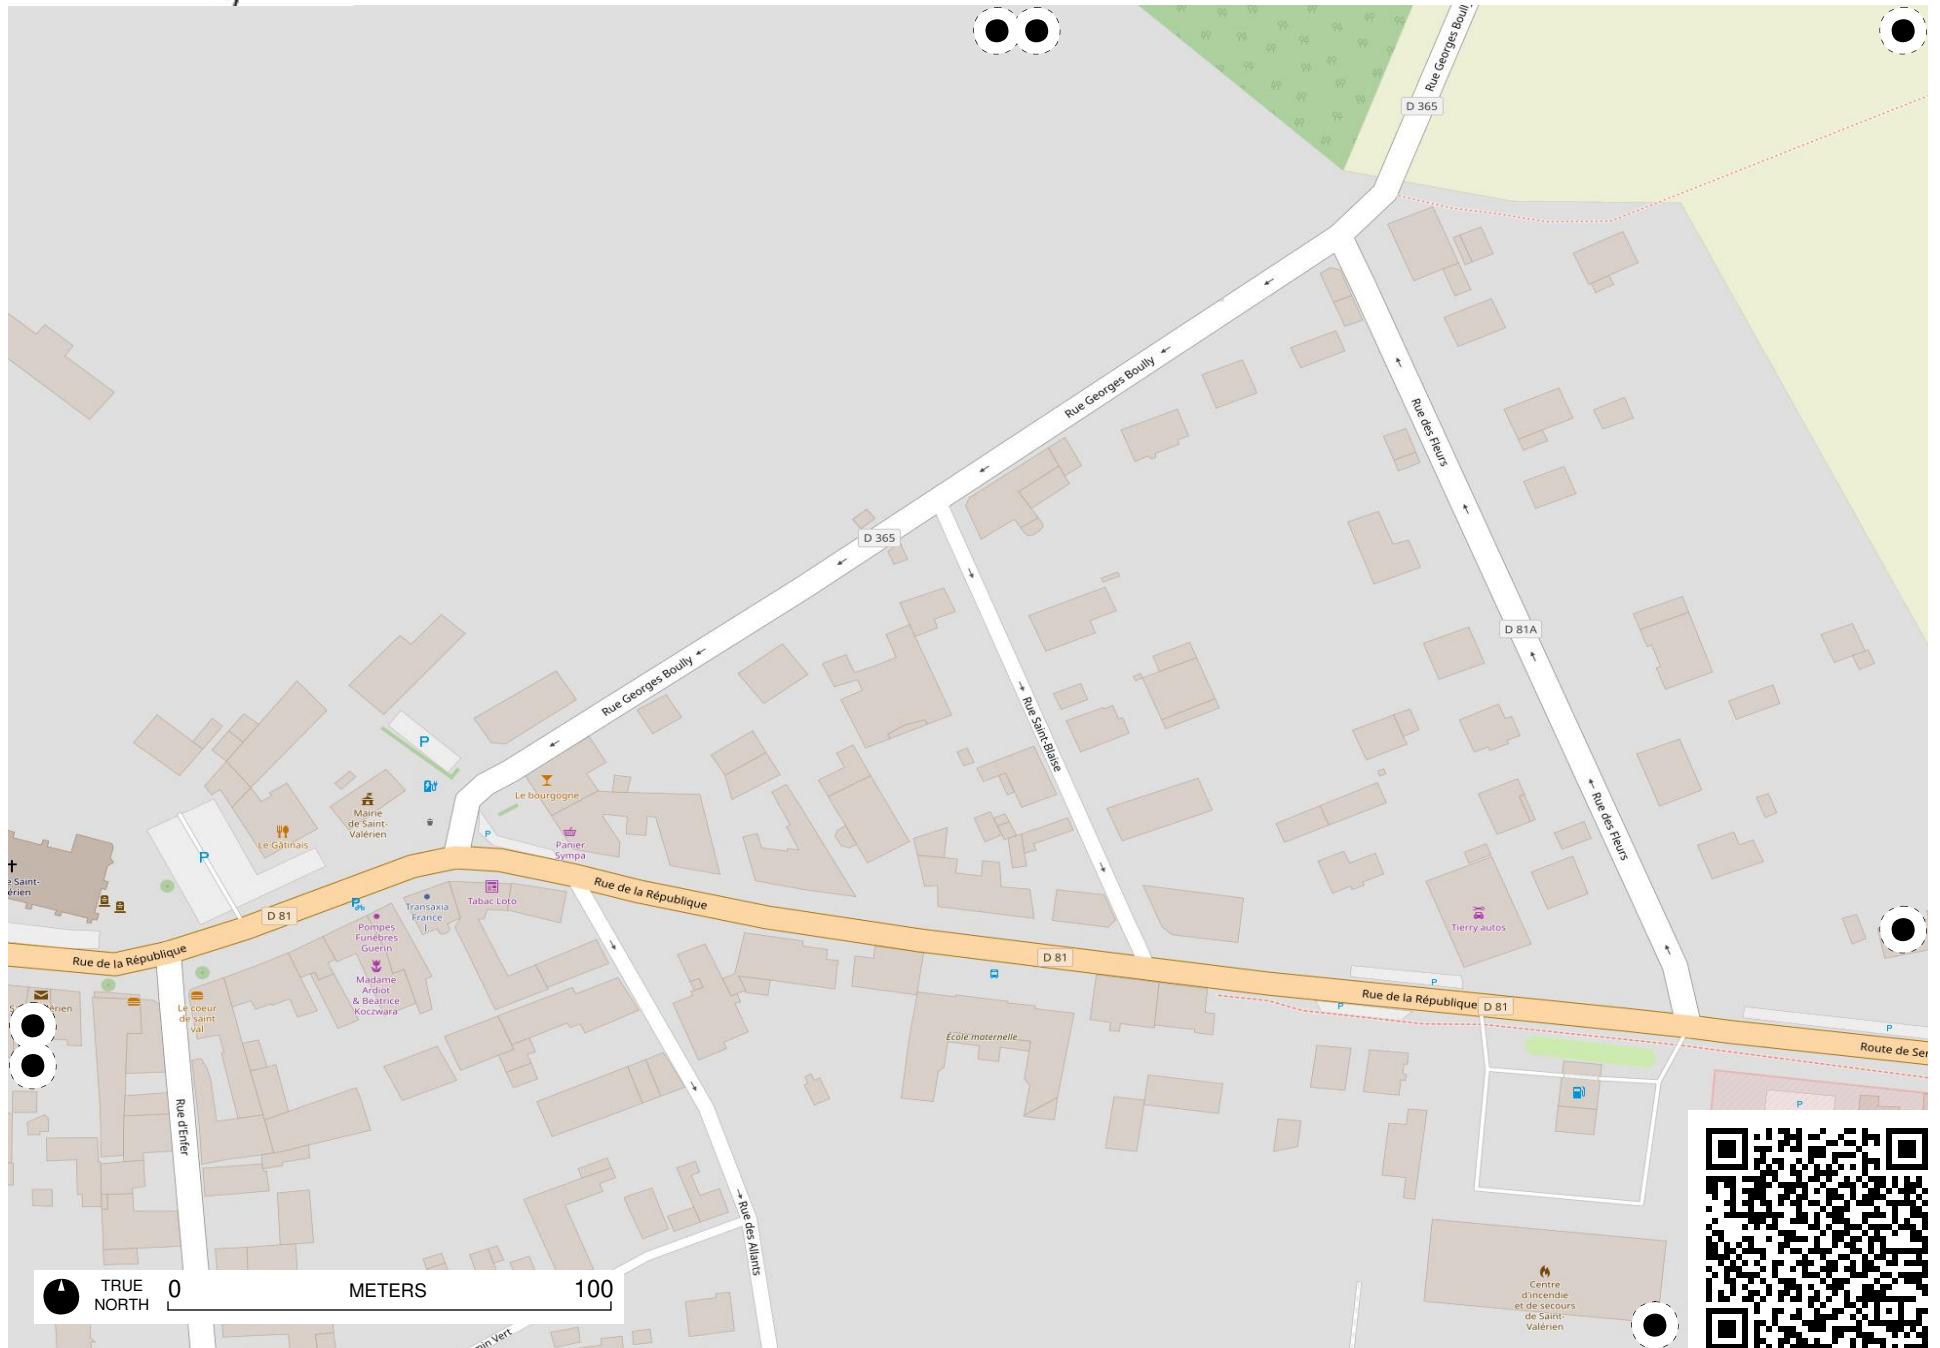 Rue Georges Boully
D 365
Rue Georges Boully
Rue des Fleurs
D 365
D 81A
Rue Georges Boully
Rue Saint-Blaise
P
Le bourgogne
Mairie
de Saint-
Valérien
Le Gâtinais
P
P
Panier
Sympa
Rue des Fleurs
Tabac Loto
Rue de la République
Transaxia
France
P
D 81
Pompes
Funèbres
Guerin
Tierry autos
Rue de la République
D 81
Madame
Ardiot
& Béatrice
Koczwara
P
Rue de la République
D 81
P
Le coeur
de saint
val
École maternelle
P
Route de Ser
P
Rue d'Enfer
Rue des Allants
TRUE
NORTH
0 METERS 100
Centre
d'incendie
et de secours
de Saint-
Valérien
min Vert